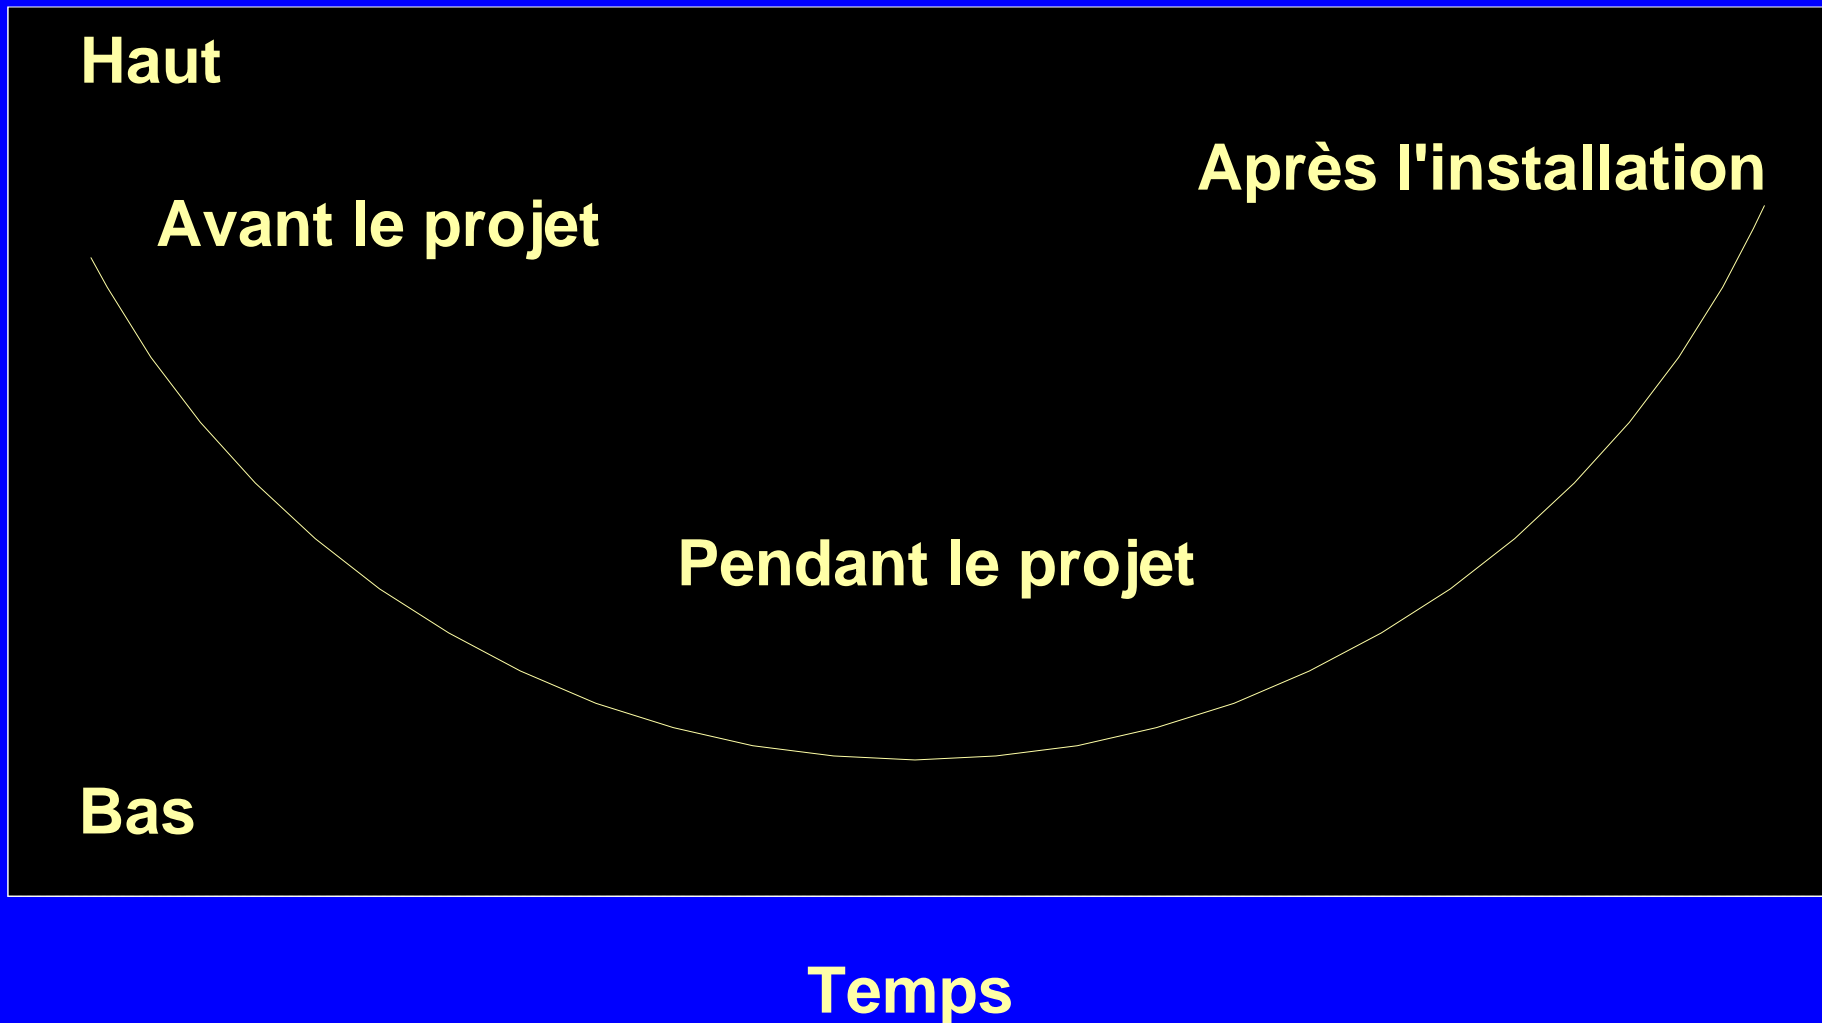 Haut
Après l'installation
Avant le projet
Pendant le projet
Bas
Temps